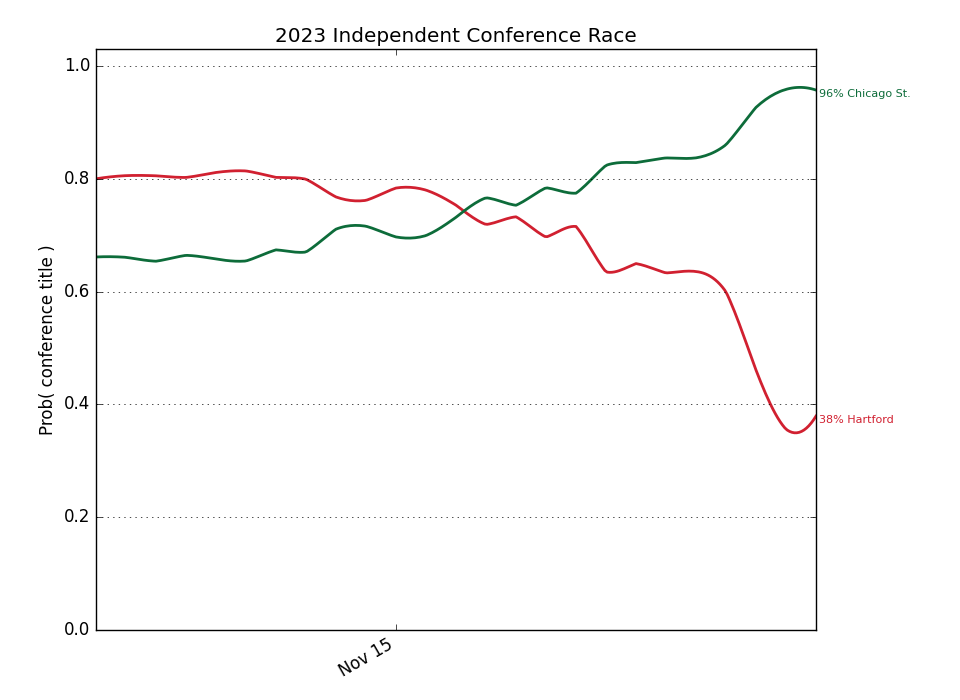 2023 Independent Conference Race
1.0
0.8
0.6
0.4
0.2
0.0
Prob( conference title )
Nov 15
96% Chicago St.
38% Hartford